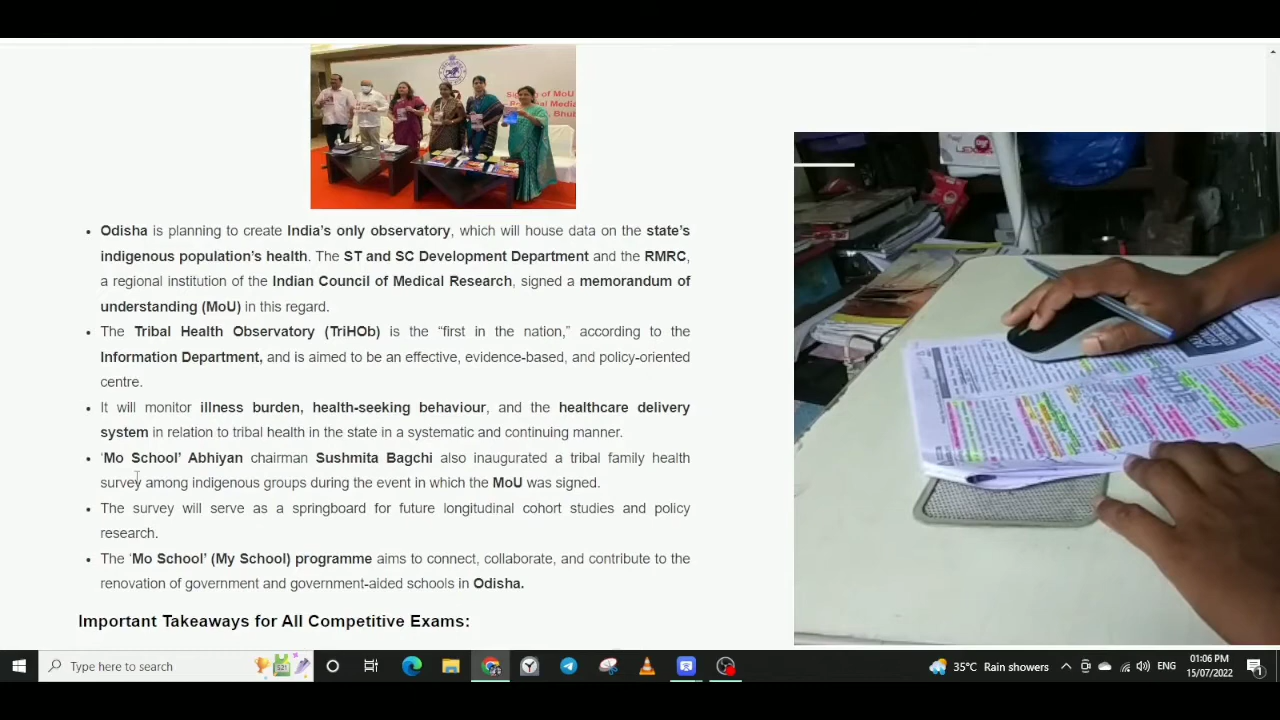 Signing of MoU
Medi
Bhub
Odisha is planning to create India's only observatory, which will house data on the state's
indigenous population's health. The ST and SC Development Department and the RMRC,
a regional institution of the Indian Council of Medical Research, signed a memorandum of
understanding (MoU) in this regard.
The Tribal Health Observatory (TriHOb) is the “first in the nation,” according to the
Information Department, and is aimed to be an effective, evidence-based, and policy-oriented
centre.
It will monitor illness burden, health-seeking behaviour, and the healthcare delivery
system in relation to tribal health in the state in a systematic and continuing manner.
‘Mo School’ Abhiyan chairman Sushmita Bagchi also inaugurated a tribal family health
survey among indigenous groups during the event in which the MoU was signed.
The survey will serve as a springboard for future longitudinal cohort studies and policy
research.
The ‘Mo School’ (My School) programme aims to connect, collaborate, and contribute to the
renovation of government and government-aided schools in Odisha.
Important Takeaways for All Competitive Exams:
Type here to search
35°C Rain showers
ENG
01:06 PM
15/07/2022